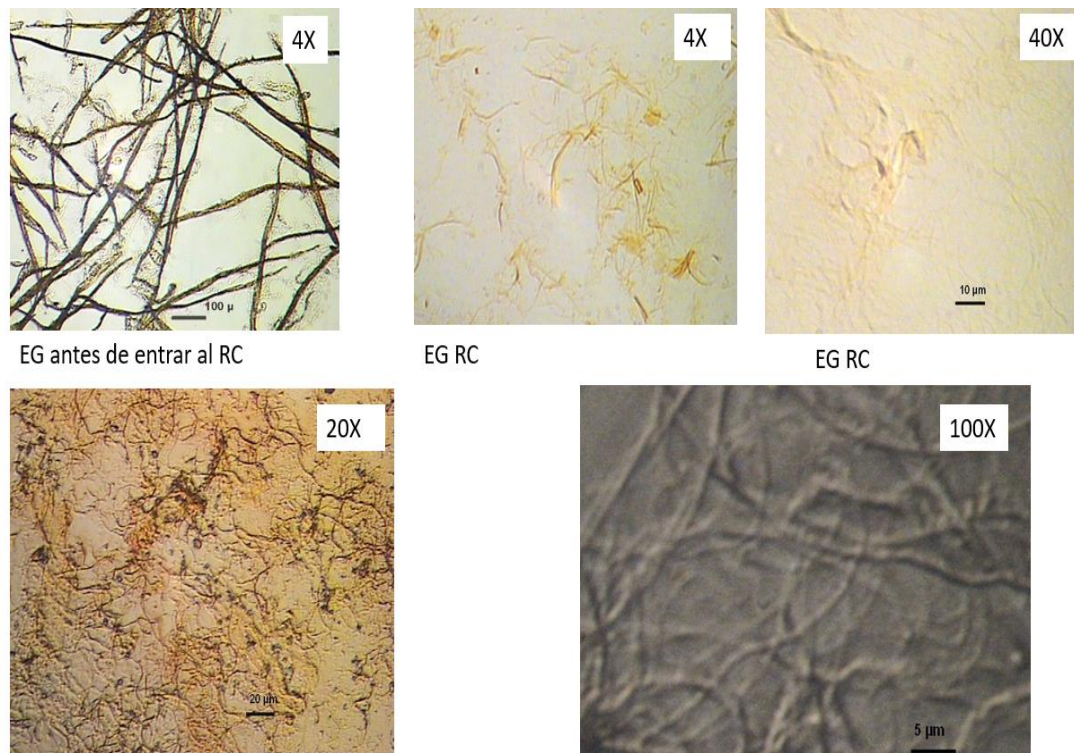 4X
4X
40X
100 µ
10 µm
EG antes de entrar al RC
EG RC
EG RC
20X
100X
20 µm
5 µm